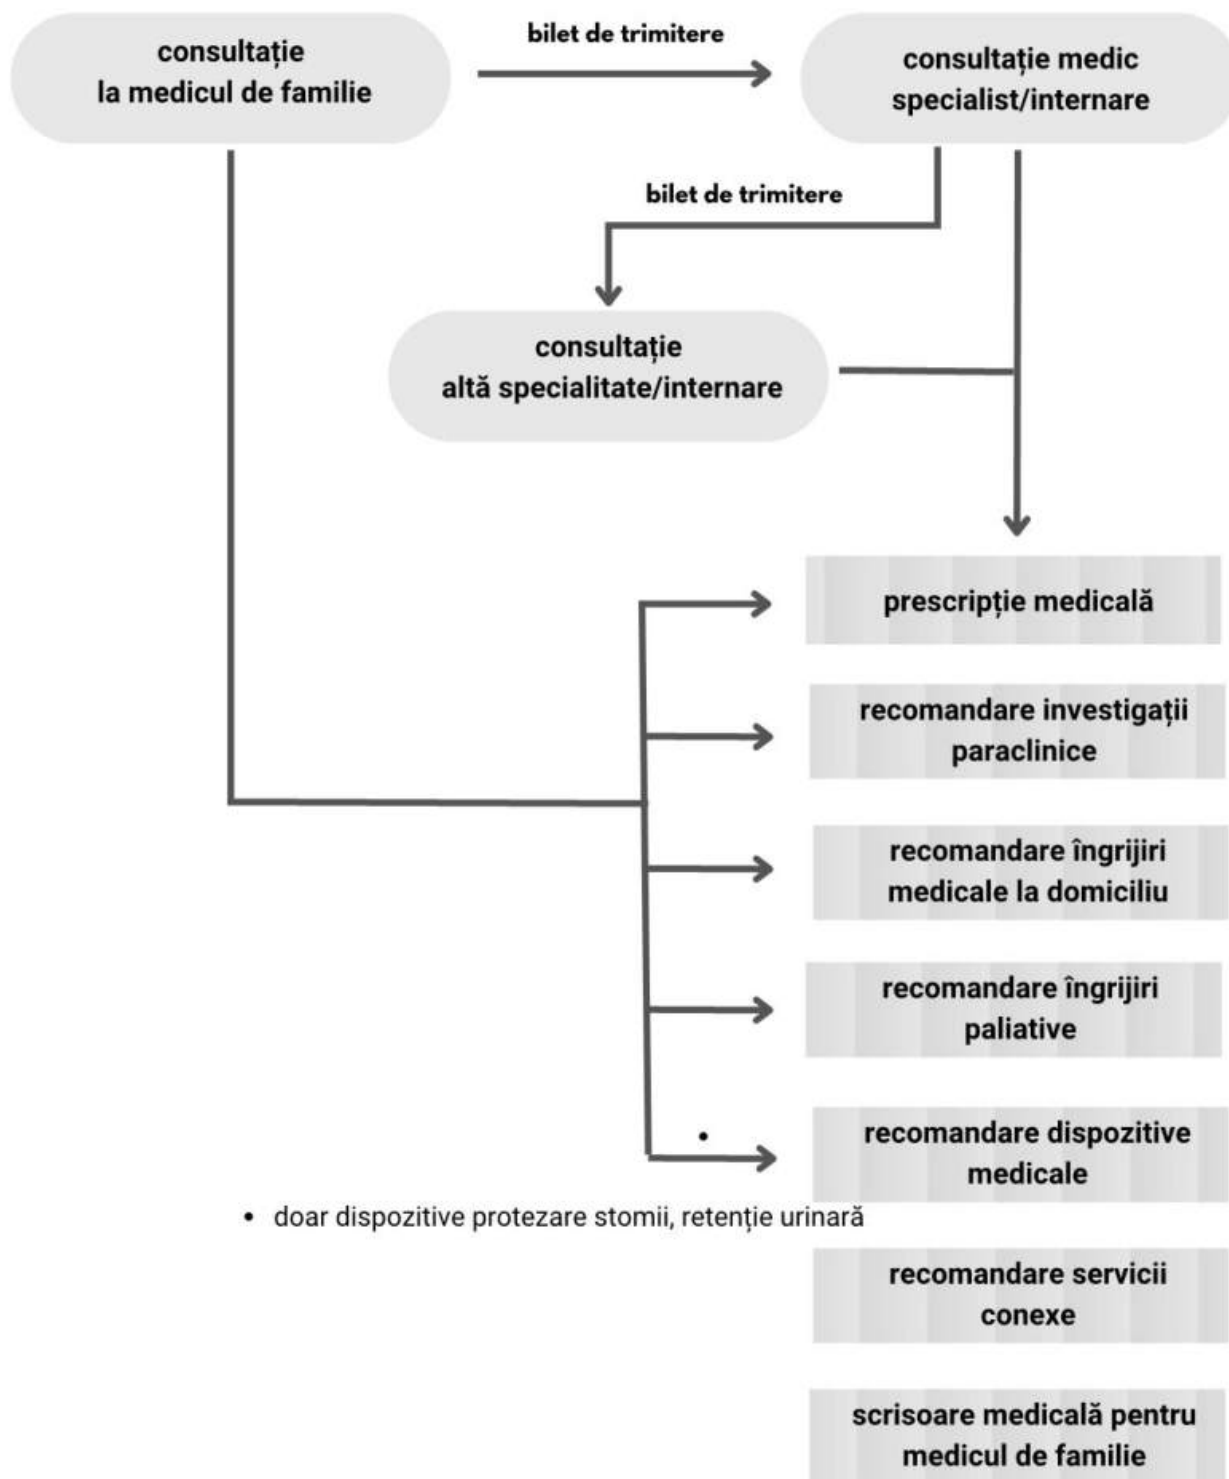 consultație
la medicul de familie
bilet de trimitere
consultație medic
specialist/internare
bilet de trimitere
consultație
altă specialitate/internare
prescripție medicală
recomandare investigații
paraclinice
recomandare îngrijiri
medicale la domiciliu
recomandare îngrijiri
paliative
•
recomandare dispozitive
medicale
• doar dispozitive protezare stomii, retenție urinară
recomandare servicii
conexe
scrisoare medicală pentru
medicul de familie